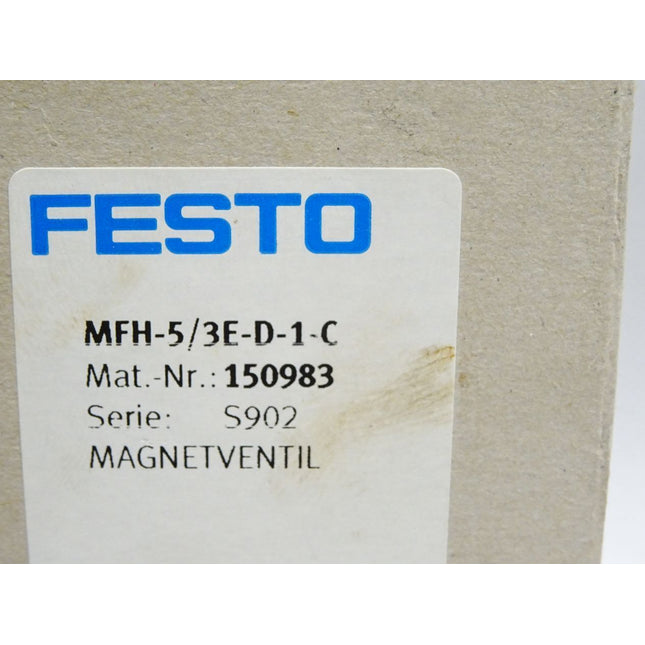 FESTO
MFH-5/3E-D-1-C
Mat.-Nr.: 150983
Serie: S902
MAGNETVENTIL